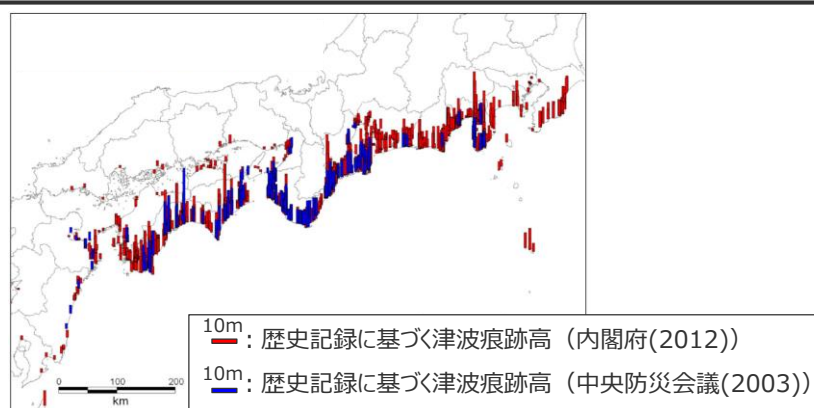 0 100 200
km
10m : 歴史記録に基づく津波痕跡高（内閣府(2012)）
10m : 歴史記録に基づく津波痕跡高（中央防災会議(2003)）